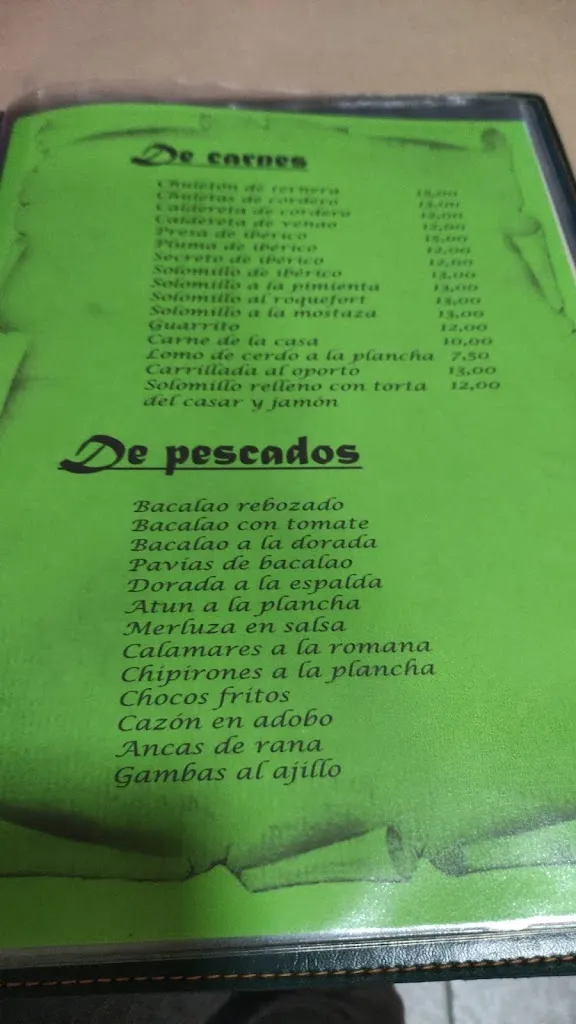 De carnes
Chuletón de ternera 18,00
Chuletas de cordero 13,00
Caldereta de cordero 12,00
Caldereta de venao 12,00
Presa de ibérico 15,00
Pluma de ibérico 12,00
Secreto de ibérico 12,00
Solomillo de ibérico 13,00
Solomillo a la pimienta 13,00
Solomillo al roquefort 13,00
Solomillo a la mostaza 13,00
Guarrito 12,00
Carne de la casa 10,00
Lomo de cerdo a la plancha 7,50
Carrillada al oporto 13,00
Solomillo relleno con torta 12,00
del casar y jamón
De pescados
Bacalao rebozado
Bacalao con tomate
Bacalao a la dorada
Pavías de bacalao
Dorada a la espalda
Atun a la plancha
Merluza en salsa
Calamares a la romana
Chipirones a la plancha
Chocos fritos
Cazón en adobo
Ancas de rana
Gambas al ajillo